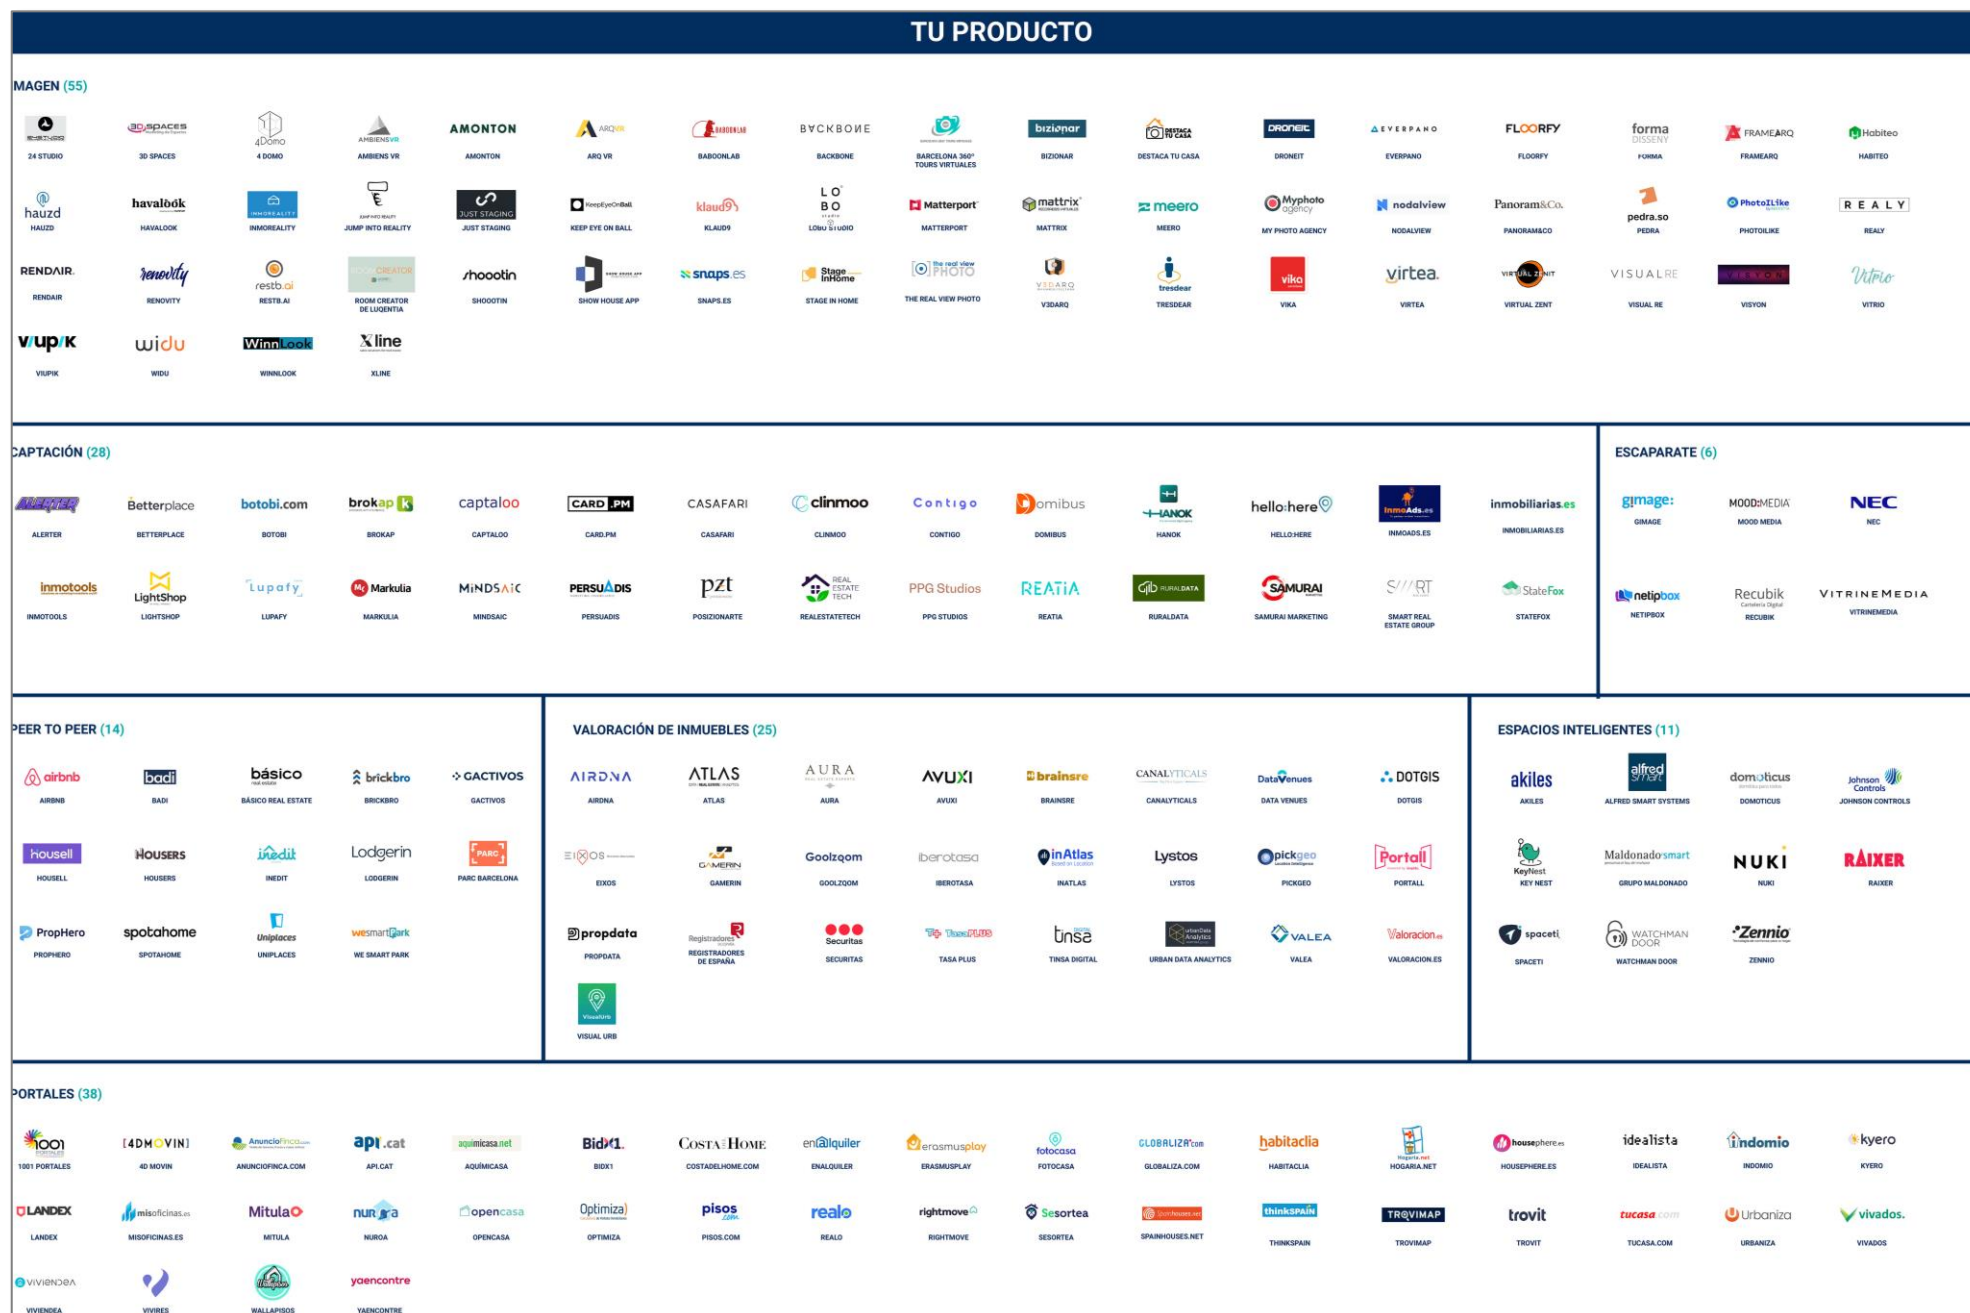 TU PRODUCTO
MAGEN (55)
24 STUDIO 3D SPACES 4 DOMO AMBIENS VR AMONTON ARQ VR BABOONLAB BACKBONE BARCELONA 360º TOURS VIRTUALES BIZIONAR DESTACA TU CASA DRONEIT EVERPANO FLOORFY FORMA FRAMEARQ HABITEO
HAUZD HAVALOOK INMOREALITY JUMP INTO REALITY JUST STAGING KEEP EYE ON BALL KLAUD9 LOBO STUDIO MATTERPORT MATTRIX MEERO MY PHOTO AGENCY NODALVIEW PANORAM&CO PEDRA PHOTOILIKE REALY
RENDAIR RENOVITY RESTB.AI ROOM CREATOR DE LUQENTIA SHOOOTIN SHOW HOUSE APP SNAPS.ES STAGE IN HOME THE REAL VIEW PHOTO V3DARQ TRESDEAR VIKA VIRTEA VIRTUAL ZENT VISUAL RE VISYON VITRIO
VIUPIK WIDU WINNLOOK XLINE
CAPTACIÓN (28)
ALERTER BETTERPLACE BOTOBI BROKAP CAPTALOO CARD.PM CASAFARI CLINMOO CONTIGO DOMIBUS HANOK HELLO:HERE INMOADS.ES INMOBILIARIAS.ES
INMOTOOLS LIGHTSHOP LUPAFY MARKULIA MINDSAIC PERSUADIS POSIZIONARTE REALESTATETECH PPG STUDIOS REATIA RURALDATA SAMURAI MARKETING SMART REAL ESTATE GROUP STATEFOX
ESCAPARATE (6)
GIMAGE MOOD MEDIA NEC
NETIPBOX RECUBIK VITRINEMEDIA
PEER TO PEER (14)
AIRBNB BADI BÁSICO REAL ESTATE BRICKBRO GACTIVOS
HOUSELL HOUSERS INEDIT LODGERIN PARC BARCELONA
PROPHERO SPOTAHOME UNIPLACES WE SMART PARK
VALORACIÓN DE INMUEBLES (25)
AIRDNA ATLAS AURA AVUXI BRAINSRE CANALYTICALS DATA VENUES DOTGIS
EIXOS GAMERIN GOOLZQOM IBEROTASA INATLAS LYSTOS PICKGEO PORTALL
PROPDATA REGISTRADORES DE ESPAÑA SECURITAS TASA PLUS TINSA DIGITAL URBAN DATA ANALYTICS VALEA VALORACION.ES
VISUAL URB
ESPACIOS INTELIGENTES (11)
AKILES ALFRED SMART SYSTEMS DOMOTICUS JOHNSON CONTROLS
KEY NEST GRUPO MALDONADO NUKI RAIXER
SPACETI WATCHMAN DOOR ZENNIO
PORTALES (38)
1001 PORTALES 4D MOVIN ANUNCIOFINCA.COM API.CAT AQUÍMICASA BIDX1 COSTADELHOME.COM ENALQUILER ERASMUSPLAY FOTOCASA GLOBALIZA.COM HABITACLIA HOGARIA.NET HOUSEPHERE.ES IDEALISTA INDOMIO KYERO
LANDEX MISOFICINAS.ES MITULA NUROA OPENCASA OPTIMIZA PISOS.COM REALO RIGHTMOVE SESORTEA SPAINHOUSES.NET THINKSPAIN TROVIMAP TROVIT TUCASA.COM URBANIZA VIVADOS
VIVIENDEA VIVIRES WALLAPISOS YAENCONTRE